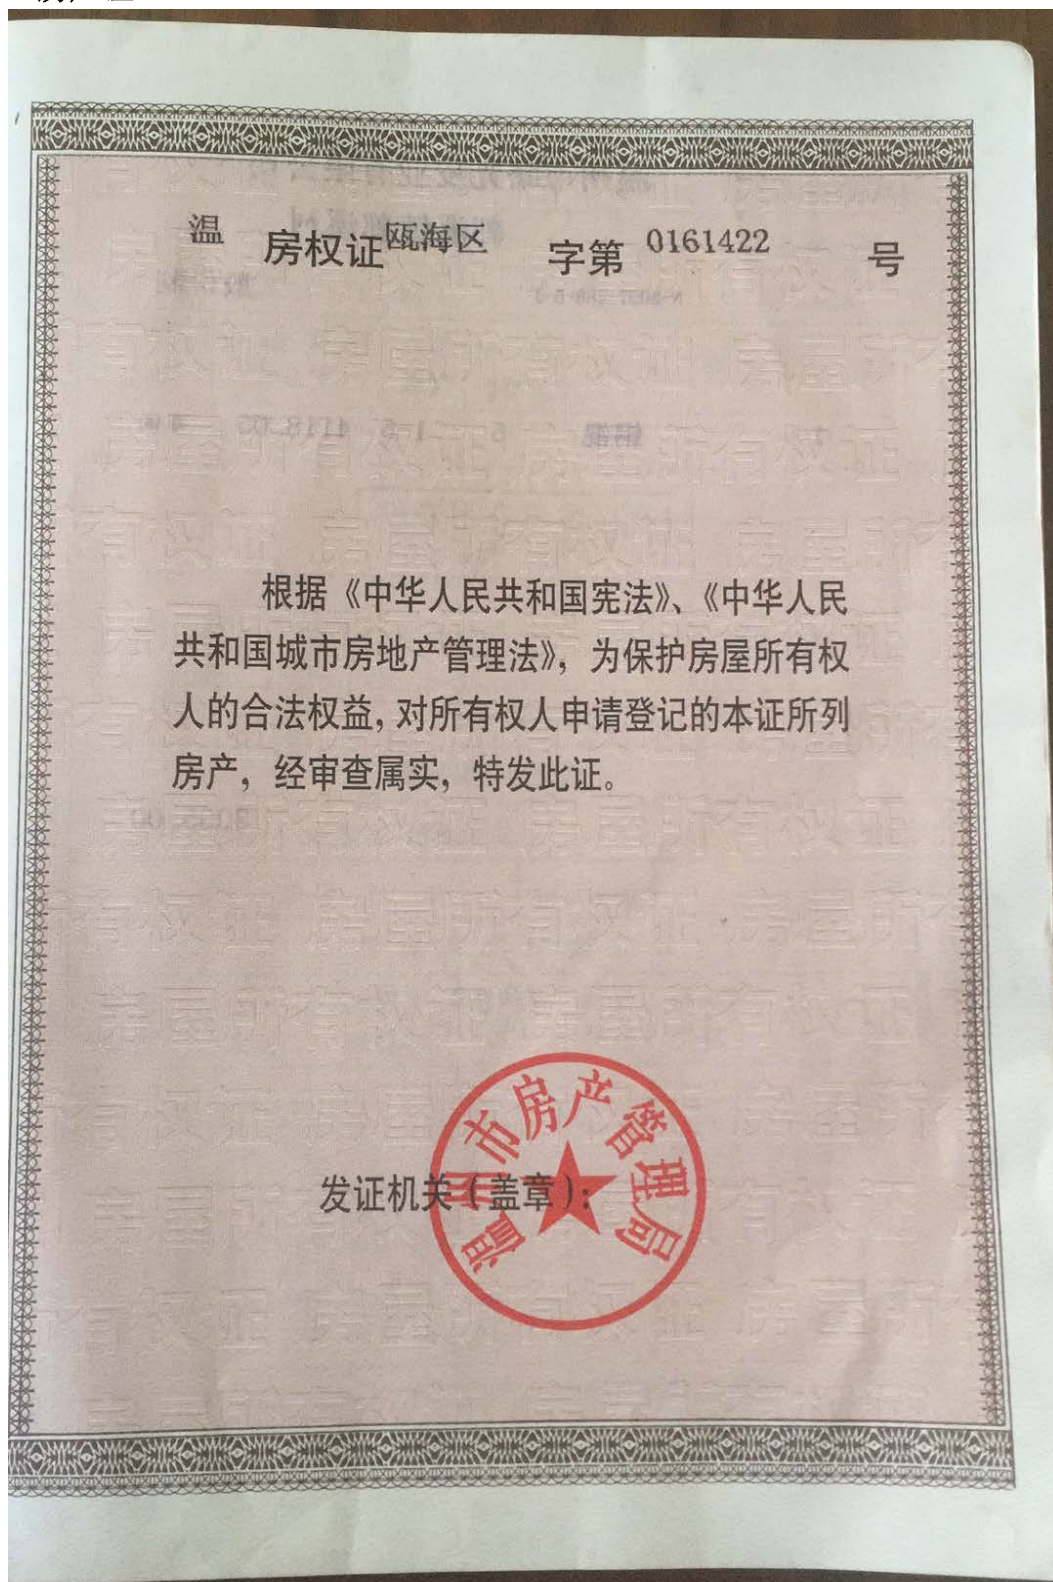 温 房权证 瓯海区 字第 0161422 号
根据《中华人民共和国宪法》、《中华人民
共和国城市房地产管理法》，为保护房屋所有权
人的合法权益，对所有权人申请登记的本证所列
房产，经审查属实，特发此证。
温州市房产管理局
发证机关（盖章）：